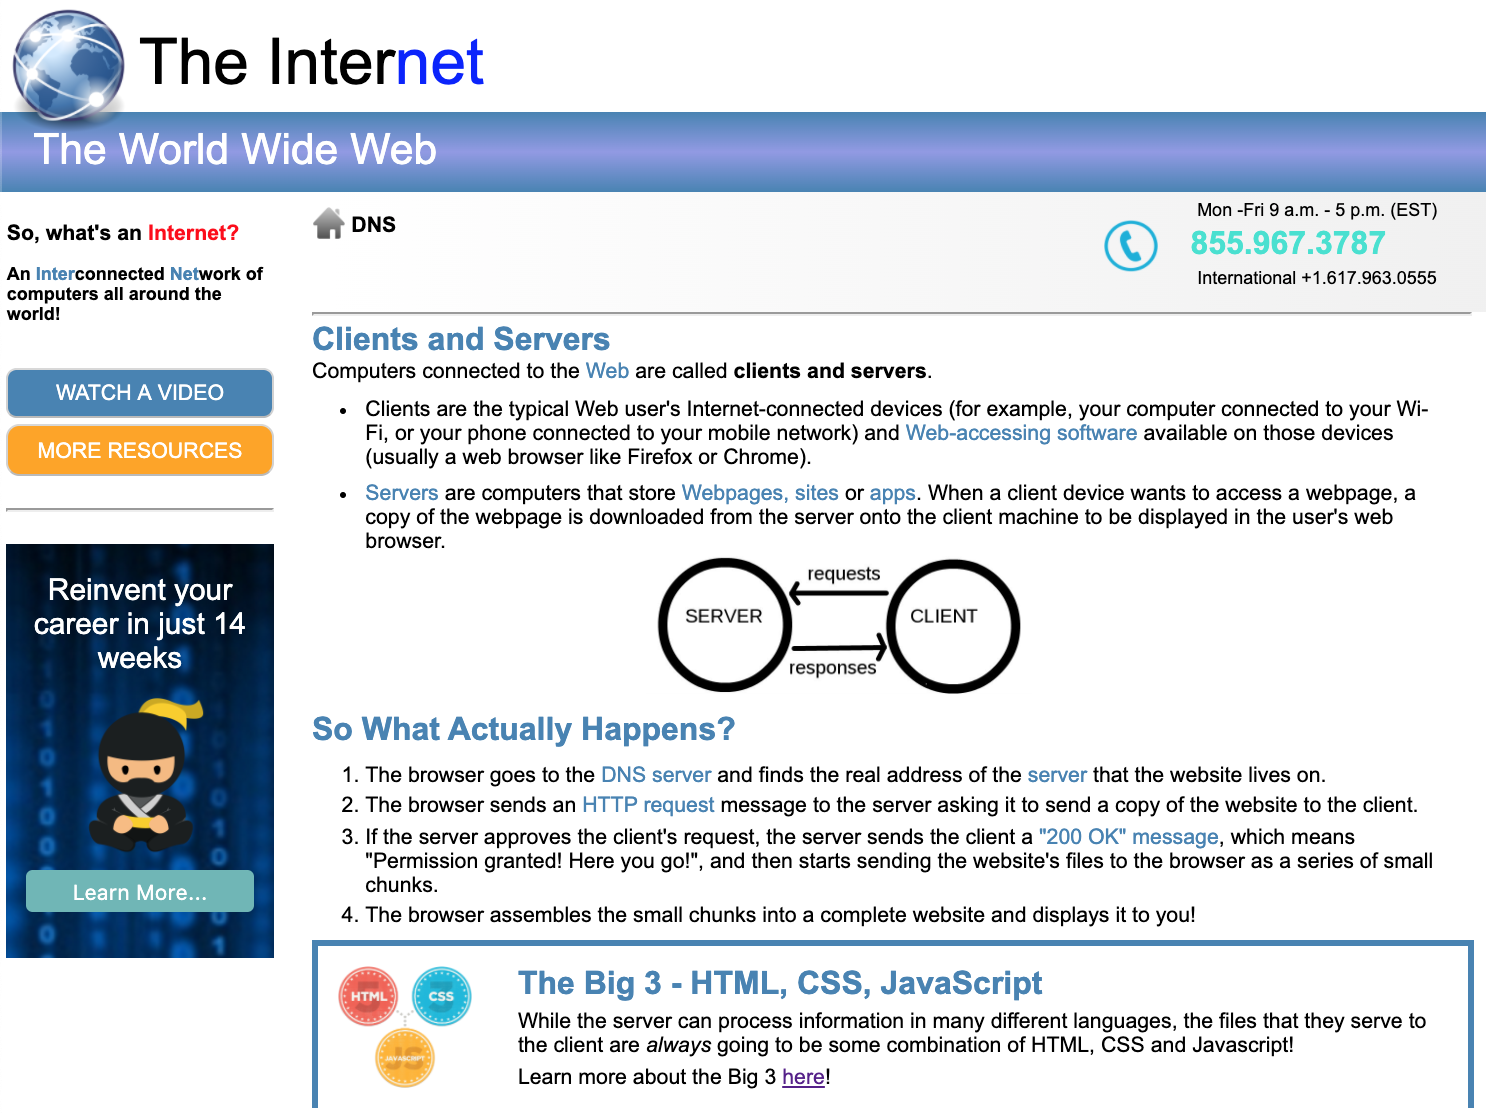 The Internet
The World Wide Web
So, what's an Internet?
An Interconnected Network of
computers all around the
world!
WATCH A VIDEO
MORE RESOURCES
Reinvent your
career in just 14
weeks
Learn More...
DNS
Mon -Fri 9 a.m. - 5 p.m. (EST)
855.967.3787
International +1.617.963.0555
Clients and Servers
Computers connected to the Web are called clients and servers.
• Clients are the typical Web user's Internet-connected devices (for example, your computer connected to your Wi-
Fi, or your phone connected to your mobile network) and Web-accessing software available on those devices
(usually a web browser like Firefox or Chrome).
• Servers are computers that store Webpages, sites or apps. When a client device wants to access a webpage, a
copy of the webpage is downloaded from the server onto the client machine to be displayed in the user's web
browser.
requests
SERVER
CLIENT
responses
So What Actually Happens?
1. The browser goes to the DNS server and finds the real address of the server that the website lives on.
2. The browser sends an HTTP request message to the server asking it to send a copy of the website to the client.
3. If the server approves the client's request, the server sends the client a "200 OK" message, which means
"Permission granted! Here you go!", and then starts sending the website's files to the browser as a series of small
chunks.
4. The browser assembles the small chunks into a complete website and displays it to you!
HTML
CSS
JAVASCRIPT
The Big 3 - HTML, CSS, JavaScript
While the server can process information in many different languages, the files that they serve to
the client are always going to be some combination of HTML, CSS and Javascript!
Learn more about the Big 3 here!